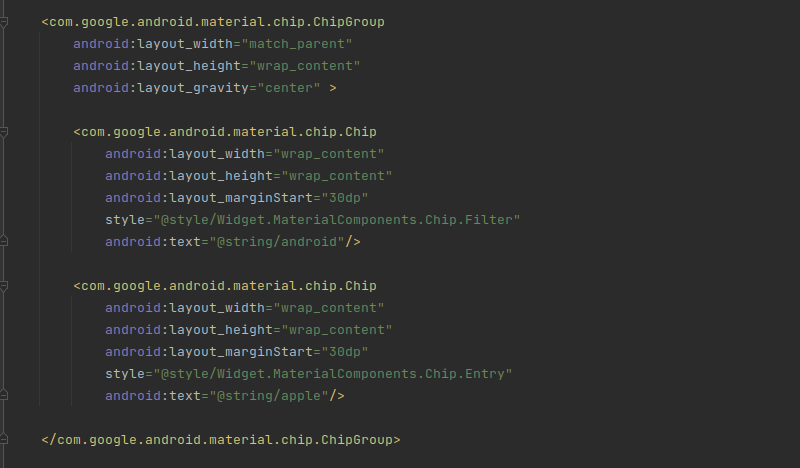 <com.google.android.material.chip.ChipGroup
android:layout_width="match_parent"
android:layout_height="wrap_content"
android:layout_gravity="center" >
<com.google.android.material.chip.Chip
android:layout_width="wrap_content"
android:layout_height="wrap_content"
android:layout_marginStart="30dp"
style="@style/Widget.MaterialComponents.Chip.Filter"
android:text="@string/android"/>
<com.google.android.material.chip.Chip
android:layout_width="wrap_content"
android:layout_height="wrap_content"
android:layout_marginStart="30dp"
style="@style/Widget.MaterialComponents.Chip.Entry"
android:text="@string/apple"/>
</com.google.android.material.chip.ChipGroup>